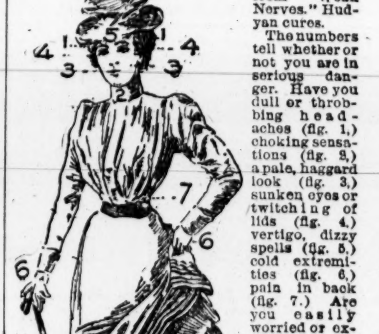 1 5 1
4 4
3 3
2
7
6
6
Nerves." Hud-
yan cures.
The numbers
tell whether or
not you are in
serious dan-
ger. Have you
dull or throb-
bing head-
aches (fig. 1,)
choking sensa-
tions (fig. 2,)
a pale, haggard
look (fig. 3,)
sunken eyes or
twitching of
lids (fig. 4,)
vertigo, dizzy
spells (fig. 5,)
cold extremi-
ties (fig. 6,)
pain in back
(fig. 7.) Are
you easily
worried or ex-